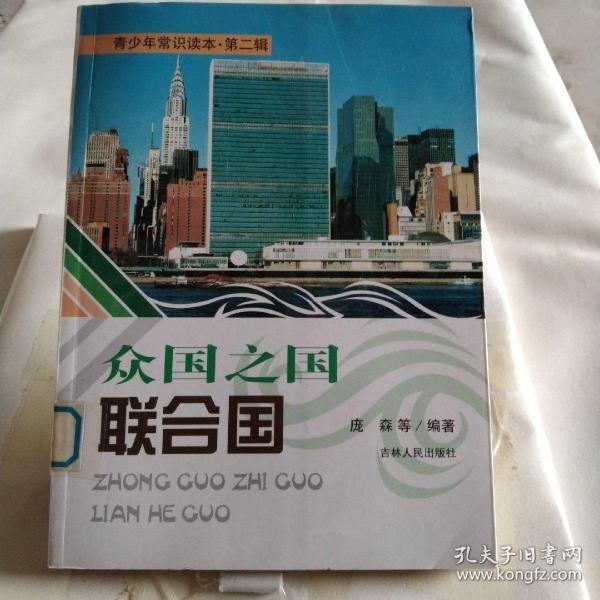 青少年常识读本·第二辑
众国之国
联合国
庞 森等/编著
吉林人民出版社
ZHONG GUO ZHI GUO
LIAN HE GUO
孔夫子旧书网
www.kongfz.com